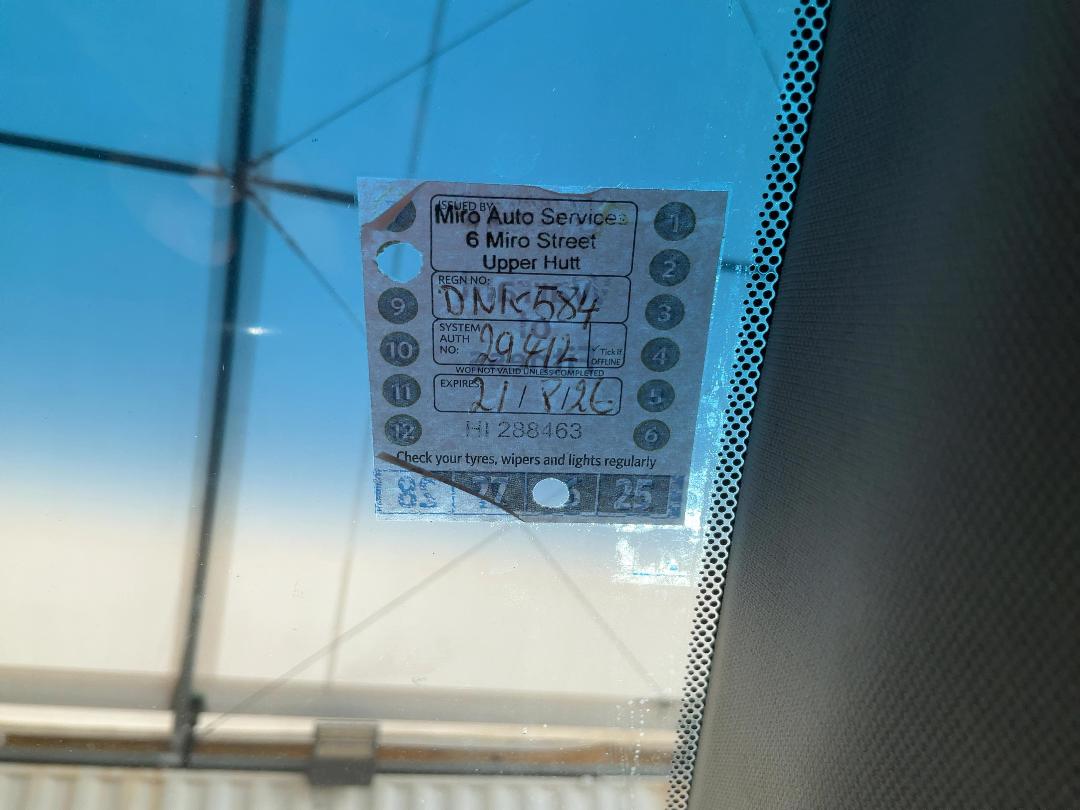 ISSUED BY
Miro Auto Services
6 Miro Street
Upper Hutt
REGN NO:
DNK584
SYSTEM AUTH NO:
✓ Tick if OFFLINE
WOF NOT VALID UNLESS COMPLETED
EXPIRES
21/8/26
HI 288463
Check your tyres, wipers and lights regularly
9
10
11
12
1
2
3
4
5
6
27
25